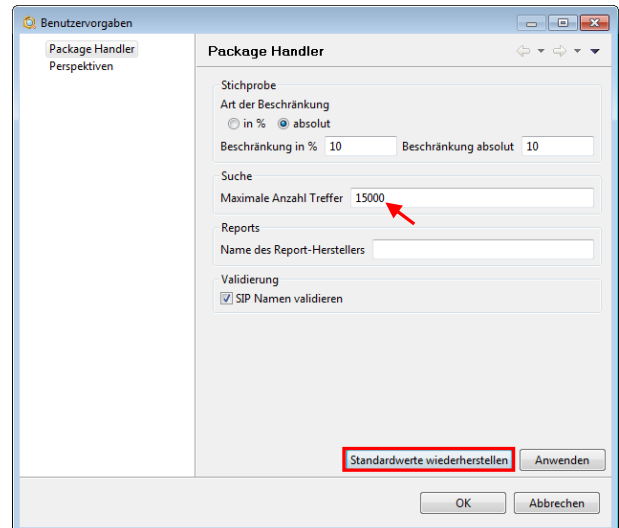 Benutzervorgaben
Package Handler
Perspektiven
Package Handler
Stichprobe
Art der Beschränkung
in % absolut
Beschränkung in % 10 Beschränkung absolut 10
Suche
Maximale Anzahl Treffer 15000
Reports
Name des Report-Herstellers
Validierung
SIP Namen validieren
Standardwerte wiederherstellen Anwenden
OK Abbrechen